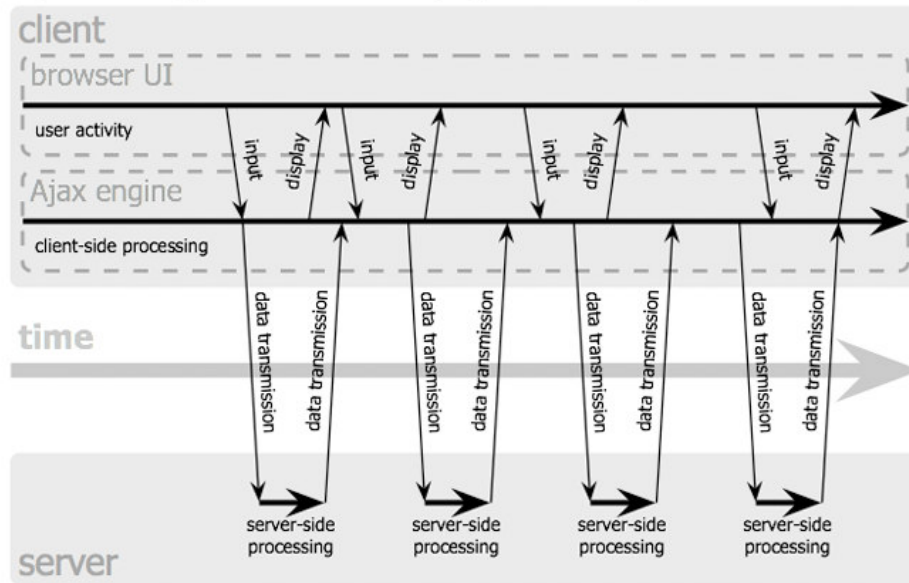 client
browser UI
user activity
input
display
input
display
input
display
input
display
Ajax engine
client-side processing
data transmission
data transmission
data transmission
data transmission
data transmission
data transmission
data transmission
data transmission
time
server-side
processing
server-side
processing
server-side
processing
server-side
processing
server